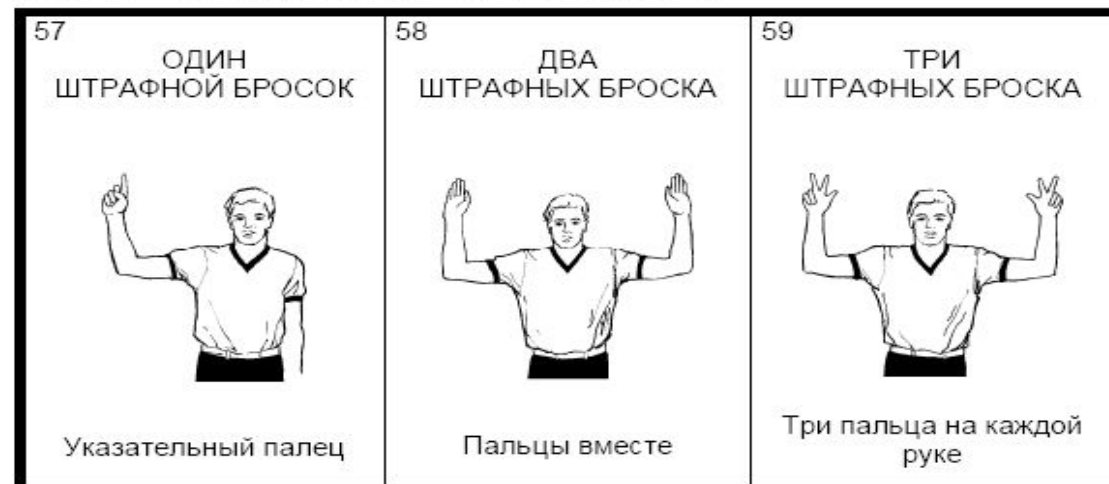 57
ОДИН
ШТРАФНОЙ БРОСОК
Указательный палец
58
ДВА
ШТРАФНЫХ БРОСКА
Пальцы вместе
59
ТРИ
ШТРАФНЫХ БРОСКА
Три пальца на каждой
руке